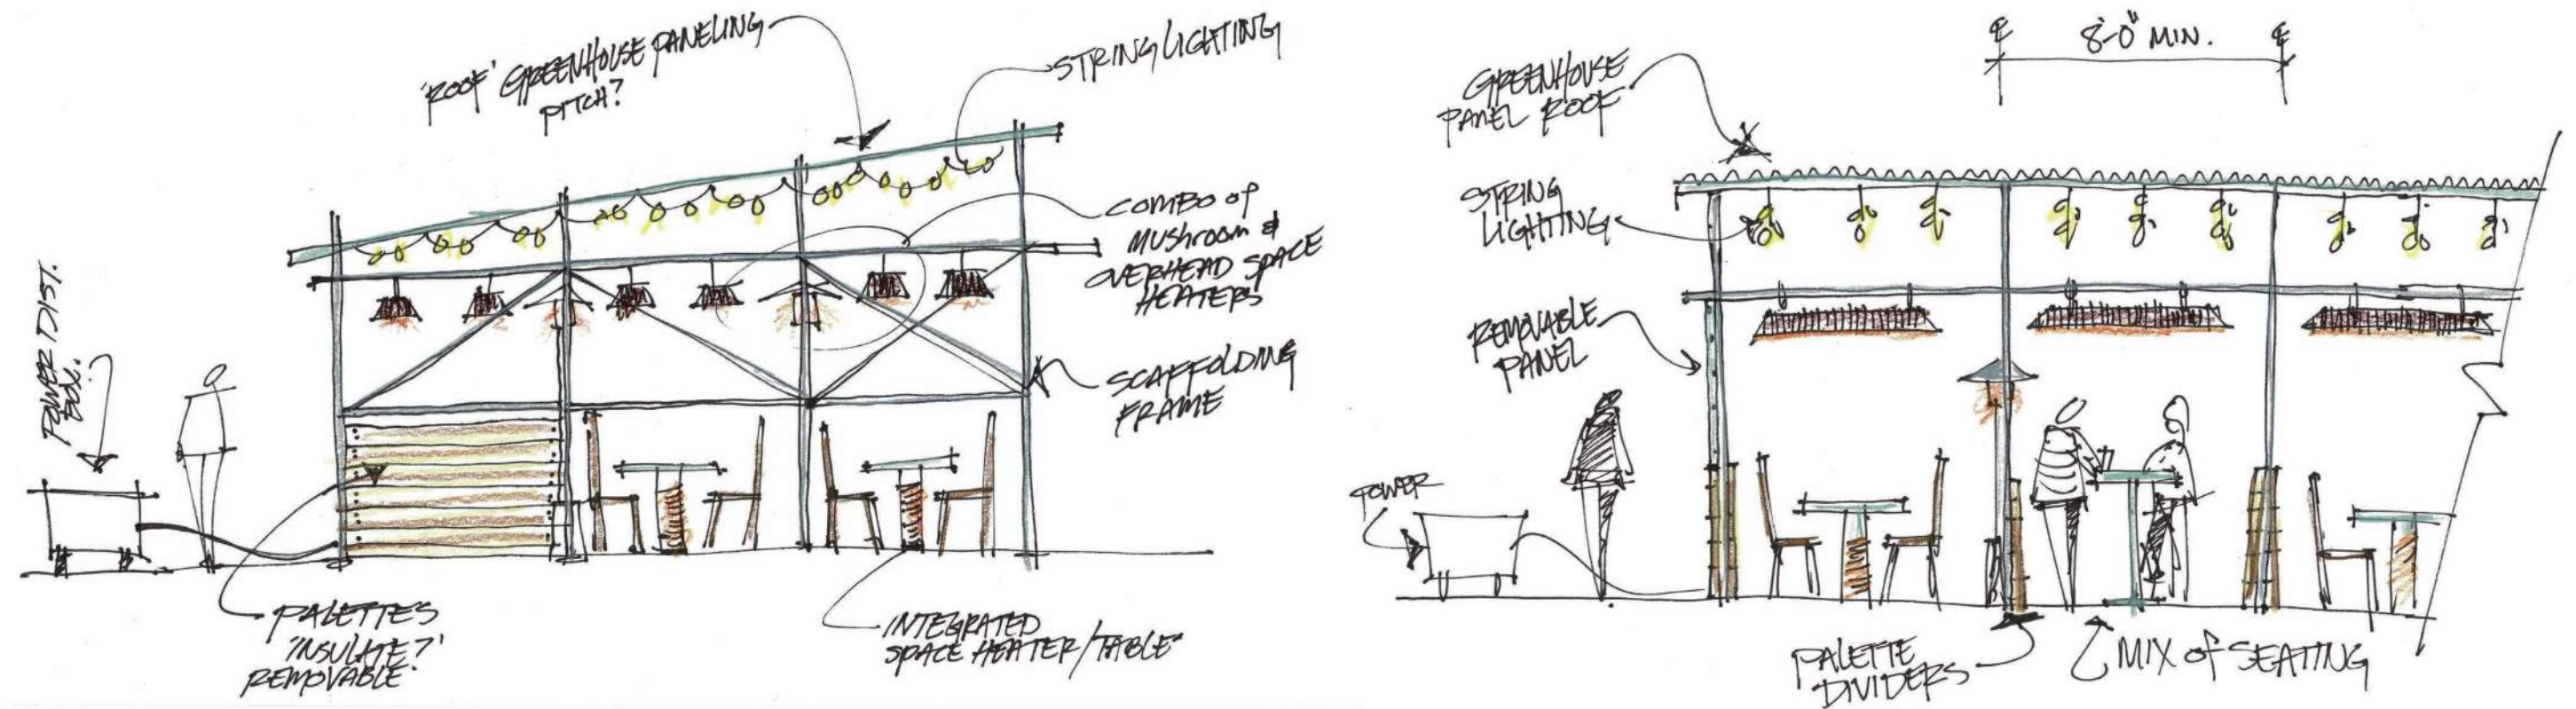 'ROOF' GREENHOUSE PANELING
PITCH?
STRING LIGHTING
COMBO of
MUSHROOM &
OVERHEAD SPACE
HEATERS
SCAFFOLDING
FRAME
POWER DIST.
BOX.
PALETTES
'INSULATE?'
REMOVABLE.
INTEGRATED
SPACE HEATER/TABLE
GREENHOUSE
PANEL ROOF
8'-0" MIN.
STRING
LIGHTING
REMOVABLE
PANEL
POWER
PALETTE
DIVIDERS
MIX of SEATING